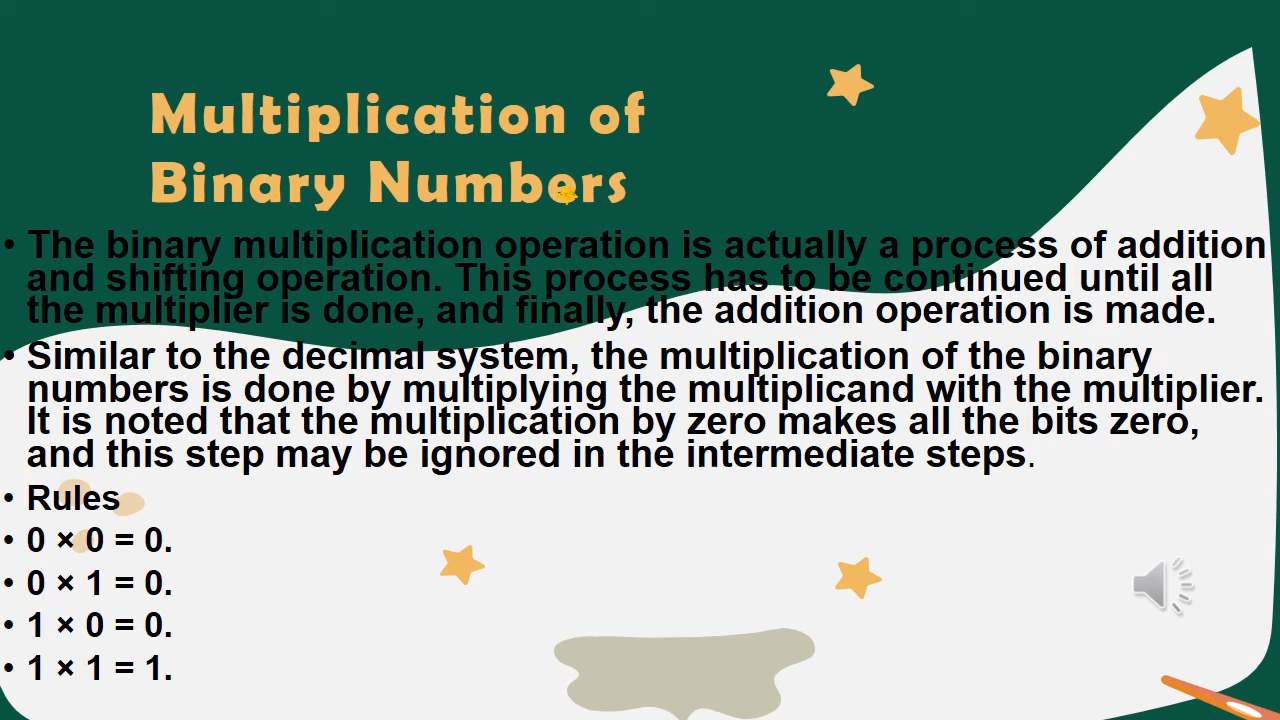 Multiplication of
Binary Numbers
• The binary multiplication operation is actually a process of addition
and shifting operation. This process has to be continued until all
the multiplier is done, and finally, the addition operation is made.
• Similar to the decimal system, the multiplication of the binary
numbers is done by multiplying the multiplicand with the multiplier.
It is noted that the multiplication by zero makes all the bits zero,
and this step may be ignored in the intermediate steps.
• Rules
• 0 × 0 = 0.
• 0 × 1 = 0.
• 1 × 0 = 0.
• 1 × 1 = 1.